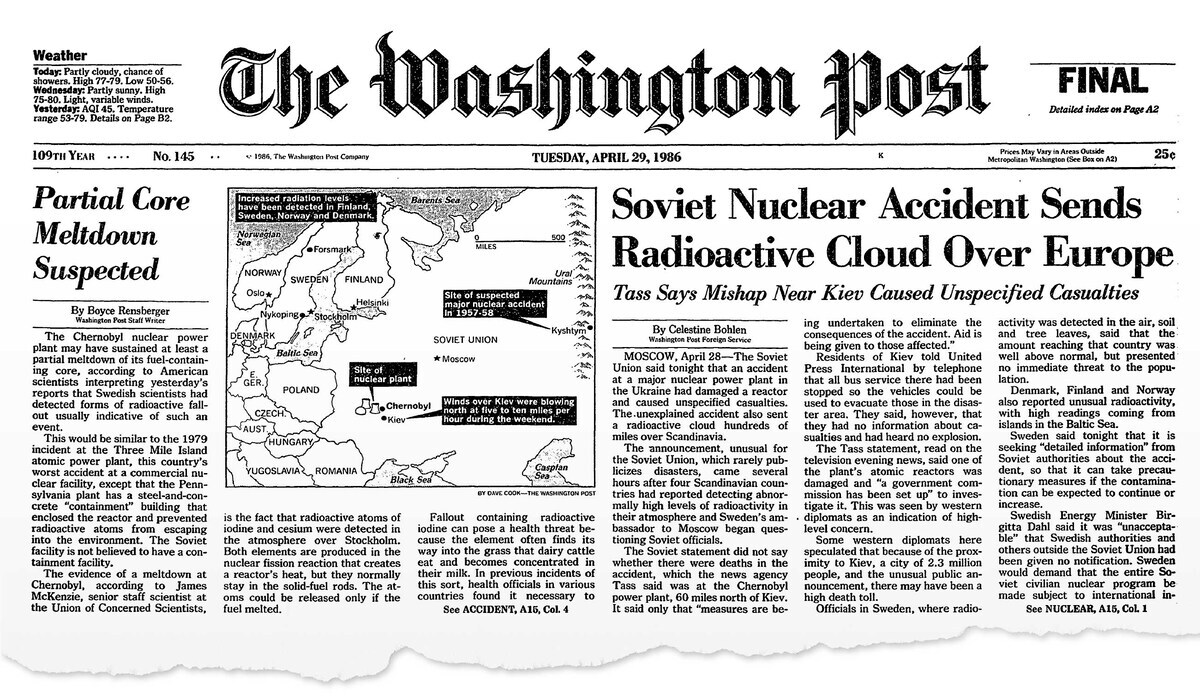 Weather
Today: Partly cloudy, chance of
showers. High 77-79. Low 50-56.
Wednesday: Partly sunny. High
75-80. Light, variable winds.
Yesterday: AQI 45. Temperature
range 53-79. Details on Page B2.
The Washington Post
FINAL
Detailed index on Page A2
109TH YEAR .... No. 145 .. © 1986, The Washington Post Company
TUESDAY, APRIL 29, 1986
K
Prices May Vary in Areas Outside
Metropolitan Washington (See Box on A2)
25¢
Partial Core
Meltdown
Suspected
By Boyce Rensberger
Washington Post Staff Writer
The Chernobyl nuclear power
plant may have sustained at least a
partial meltdown of its fuel-contain-
ing core, according to American
scientists interpreting yesterday's
reports that Swedish scientists had
detected forms of radioactive fall-
out usually indicative of such an
event.
This would be similar to the 1979
incident at the Three Mile Island
atomic power plant, this country's
worst accident at a commercial nu-
clear facility, except that the Penn-
sylvania plant has a steel-and-con-
crete "containment" building that
enclosed the reactor and prevented
radioactive atoms from escaping
into the environment. The Soviet
facility is not believed to have a con-
tainment facility.
The evidence of a meltdown at
Chernobyl, according to James
McKenzie, senior staff scientist at
the Union of Concerned Scientists,
Increased radiation levels
have been detected in Finland,
Sweden, Norway and Denmark.
Barents Sea
Norwegian
Sea
Forsmark
0 500
MILES
NORWAY
SWEDEN
FINLAND
Ural
Mountains
Oslo
Helsinki
Site of suspected
major nuclear accident
in 1957-58
Nykoping
Stockholm
Kyshtym
DENMARK
SOVIET UNION
Baltic Sea
Moscow
E.
GER.
Site of
nuclear plant
POLAND
Chernobyl
Kiev
Winds over Kiev were blowing
north at five to ten miles per
hour during the weekend.
CZECH.
AUST.
HUNGARY
YUGOSLAVIA
ROMANIA
Black Sea
Caspian
Sea
BY DAVE COOK—THE WASHINGTON POST
is the fact that radioactive atoms of
iodine and cesium were detected in
the atmosphere over Stockholm.
Both elements are produced in the
nuclear fission reaction that creates
a reactor's heat, but they normally
stay in the solid-fuel rods. The at-
oms could be released only if the
fuel melted.
Fallout containing radioactive
iodine can pose a health threat be-
cause the element often finds its
way into the grass that dairy cattle
eat and becomes concentrated in
their milk. In previous incidents of
this sort, health officials in various
countries found it necessary to
See ACCIDENT, A15, Col. 4
Soviet Nuclear Accident Sends
Radioactive Cloud Over Europe
Tass Says Mishap Near Kiev Caused Unspecified Casualties
By Celestine Bohlen
Washington Post Foreign Service
MOSCOW, April 28—The Soviet
Union said tonight that an accident
at a major nuclear power plant in
the Ukraine had damaged a reactor
and caused unspecified casualties.
The unexplained accident also sent
a radioactive cloud hundreds of
miles over Scandinavia.
The announcement, unusual for
the Soviet Union, which rarely pub-
licizes disasters, came several
hours after four Scandinavian coun-
tries had reported detecting abnor-
mally high levels of radioactivity in
their atmosphere and Sweden's am-
bassador to Moscow began ques-
tioning Soviet officials.
The Soviet statement did not say
whether there were deaths in the
accident, which the news agency
Tass said was at the Chernobyl
power plant, 60 miles north of Kiev.
It said only that "measures are be-
ing undertaken to eliminate the
consequences of the accident. Aid is
being given to those affected."
Residents of Kiev told United
Press International by telephone
that all bus service there had been
stopped so the vehicles could be
used to evacuate those in the disas-
ter area. They said, however, that
they had no information about ca-
sualties and had heard no explosion.
The Tass statement, read on the
television evening news, said one of
the plant's atomic reactors was
damaged and "a government com-
mission has been set up" to inves-
tigate it. This was seen by western
diplomats as an indication of high-
level concern.
Some western diplomats here
speculated that because of the prox-
imity to Kiev, a city of 2.3 million
people, and the unusual public an-
nouncement, there may have been a
high death toll.
Officials in Sweden, where radio-
activity was detected in the air, soil
and tree leaves, said that the
amount reaching that country was
well above normal, but presented
no immediate threat to the popu-
lation.
Denmark, Finland and Norway
also reported unusual radioactivity,
with high readings coming from
islands in the Baltic Sea.
Sweden said tonight that it is
seeking "detailed information" from
Soviet authorities about the acci-
dent, so that it can take precau-
tionary measures if the contamina-
tion can be expected to continue or
increase.
Swedish Energy Minister Bir-
gitta Dahl said it was "unaccepta-
ble" that Swedish authorities and
others outside the Soviet Union had
been given no notification. Sweden
would demand that the entire So-
viet civilian nuclear program be
made subject to international in-
See NUCLEAR, A15, Col. 1